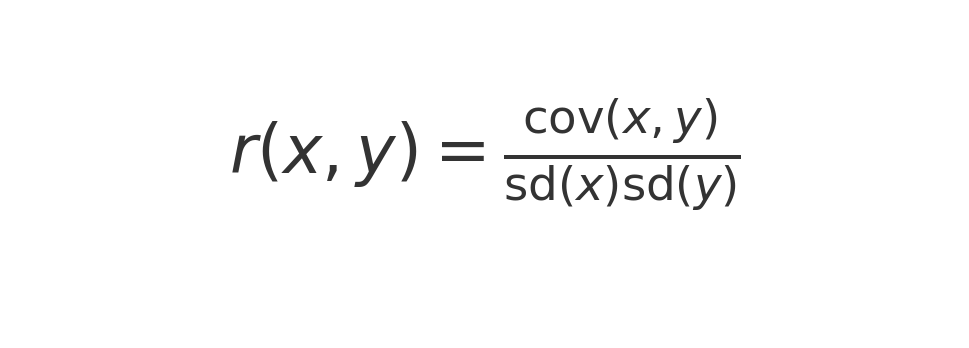 r(x, y) = cov(x, y) / sd(x)sd(y)